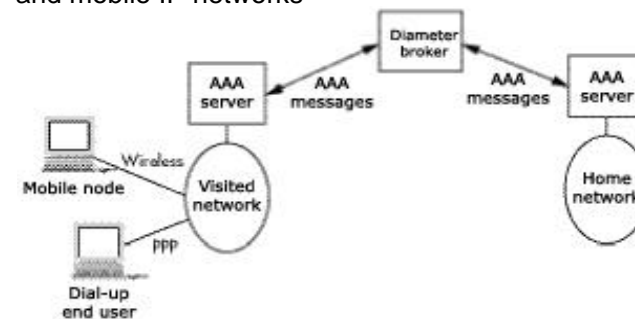 and mobile IP networks
Diameter
broker
AAA
server
AAA
messages
AAA
messages
AAA
server
Wireless
Mobile node
Visited
network
Home
network
PPP
Dial-up
end user